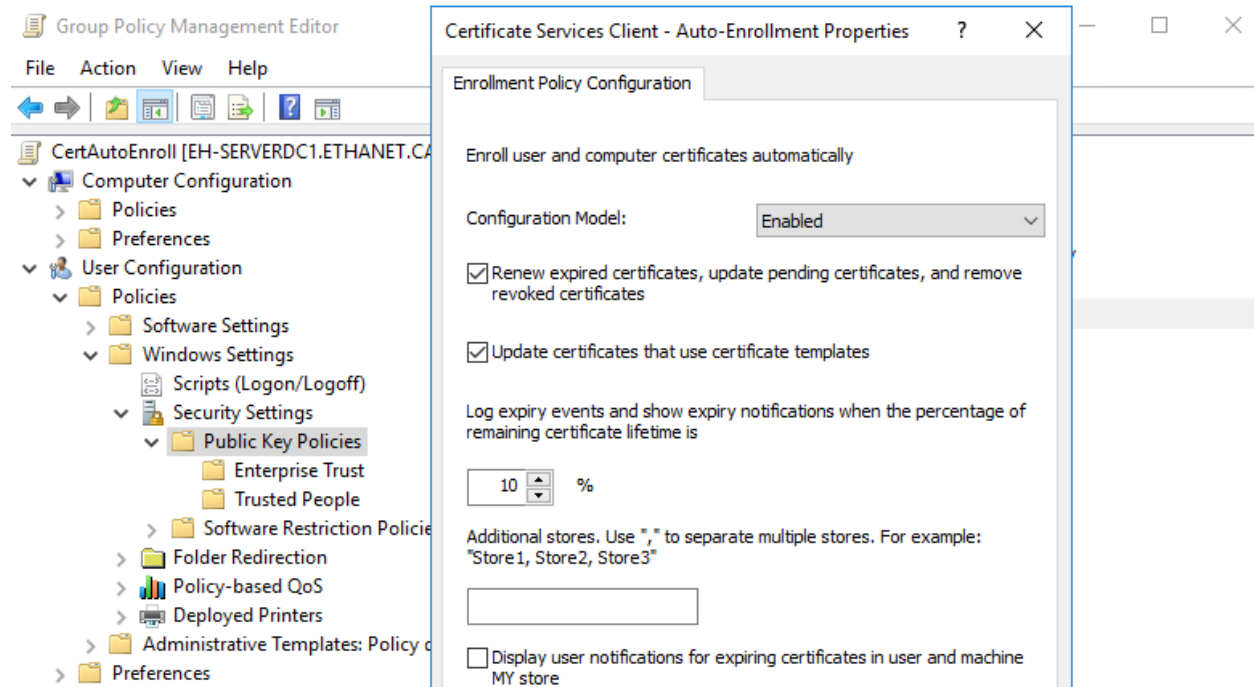 Group Policy Management Editor
File Action View Help
CertAutoEnroll [EH-SERVERDC1.ETHANET.CA
Computer Configuration
Policies
Preferences
User Configuration
Policies
Software Settings
Windows Settings
Scripts (Logon/Logoff)
Security Settings
Public Key Policies
Enterprise Trust
Trusted People
Software Restriction Policie
Folder Redirection
Policy-based QoS
Deployed Printers
Administrative Templates: Policy
Preferences
Certificate Services Client - Auto-Enrollment Properties
Enrollment Policy Configuration
Enroll user and computer certificates automatically
Configuration Model: Enabled
Renew expired certificates, update pending certificates, and remove
revoked certificates
Update certificates that use certificate templates
Log expiry events and show expiry notifications when the percentage of
remaining certificate lifetime is
10 %
Additional stores. Use "," to separate multiple stores. For example:
"Store1, Store2, Store3"
Display user notifications for expiring certificates in user and machine
MY store